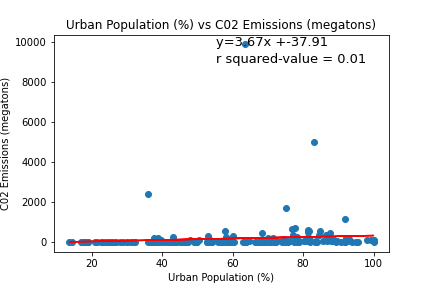 Urban Population (%) vs C02 Emissions (megatons)
y=3.67x +-37.91
r squared-value = 0.01
C02 Emissions (megatons)
10000
8000
6000
4000
2000
0
20
40
60
80
100
Urban Population (%)